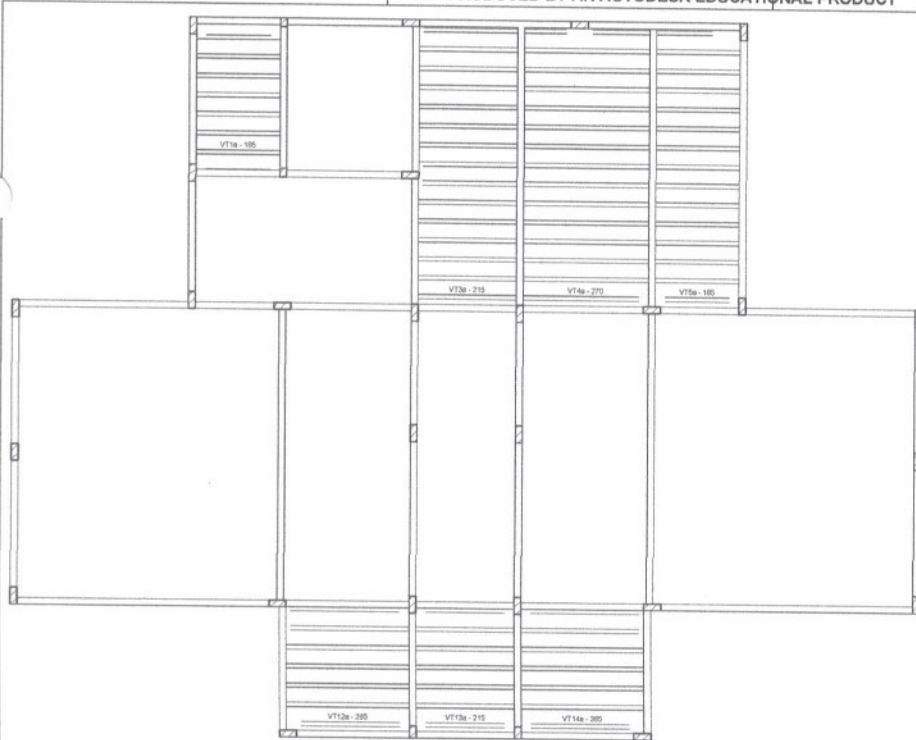 PRODUCED BY AN AUTODESK EDUCATIONAL PRODUCT
VT1a - 185
VT3a - 215
VT4a - 270
VT5a - 185
VT12a - 265
VT13a - 215
VT14a - 265